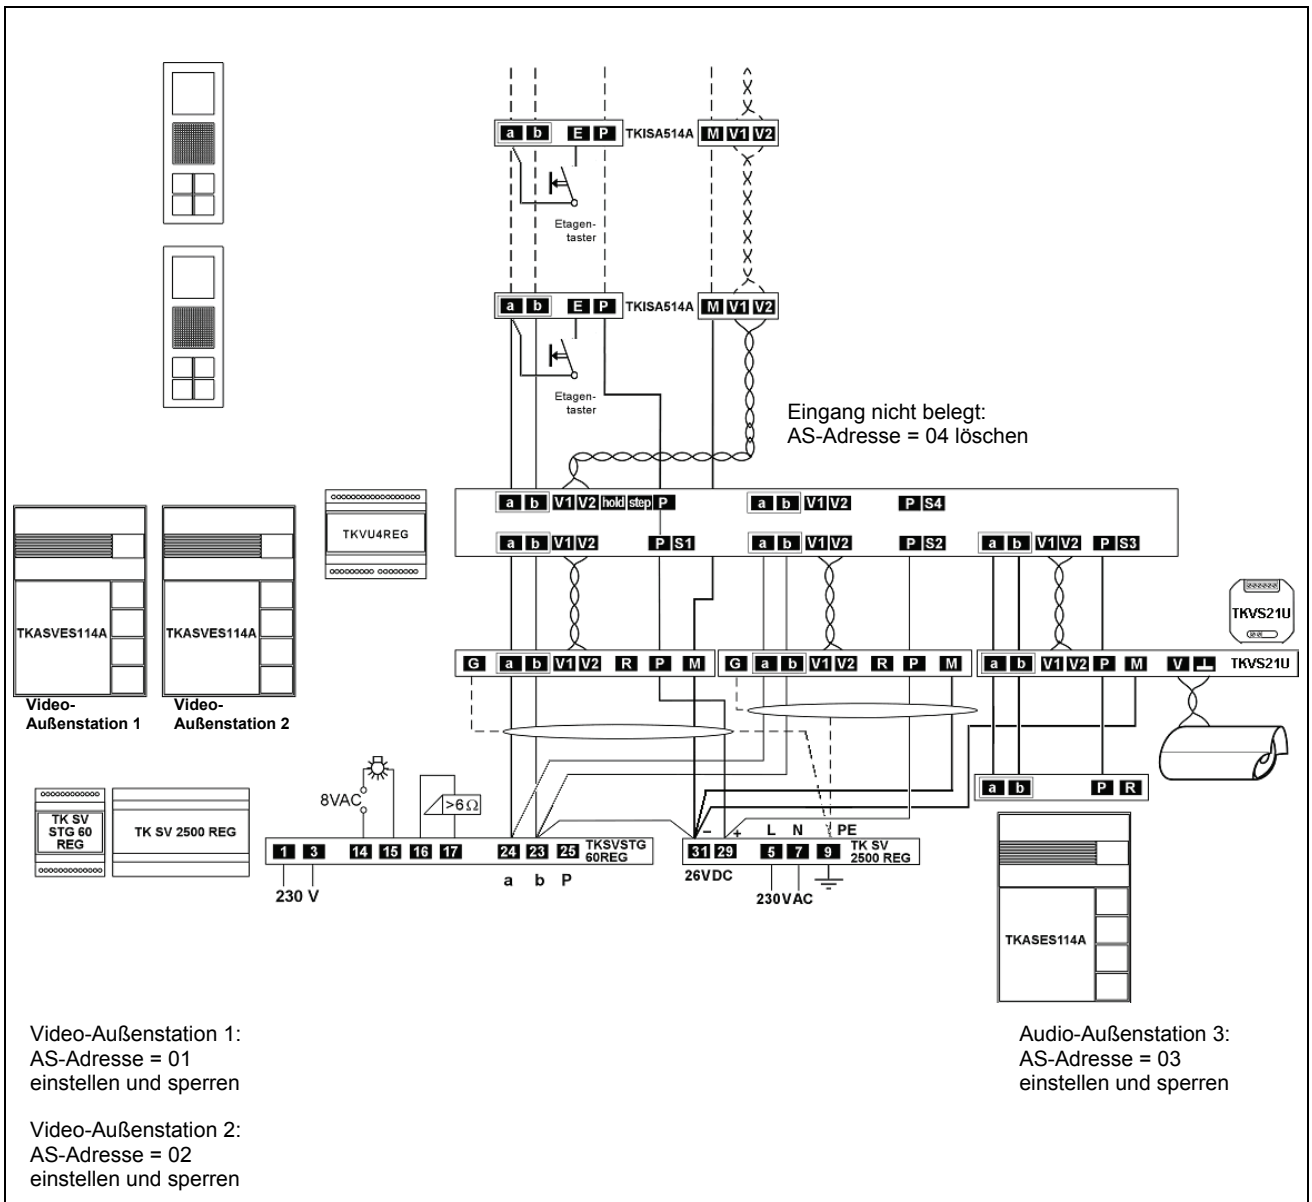 a b E P TKISA514A M V1 V2
Etagen-
taster
a b E P TKISA514A M V1 V2
Etagen-
taster
Eingang nicht belegt:
AS-Adresse = 04 löschen
a b V1 V2 hold step P a b V1 V2 P S4
TKVU4REG
a b V1 V2 P S1 a b V1 V2 P S2 a b V1 V2 P S3
TKASVES114A
TKASVES114A
TKVS21U
G a b V1 V2 R P M G a b V1 V2 R P M a b V1 V2 P M V TKVS21U
Video-
Außenstation 1
Video-
Außenstation 2
8VAC
>6Ω
a b P R
TK SV
STG 60
REG
TK SV 2500 REG
− + L N PE
1 3 14 15 16 17 24 23 25 TKSVSTG
60REG
31 29 5 7 9 TK SV
2500 REG
a b P
26VDC
230 V
230VAC
TKASES114A
Video-Außenstation 1:
AS-Adresse = 01
einstellen und sperren
Video-Außenstation 2:
AS-Adresse = 02
einstellen und sperren
Audio-Außenstation 3:
AS-Adresse = 03
einstellen und sperren